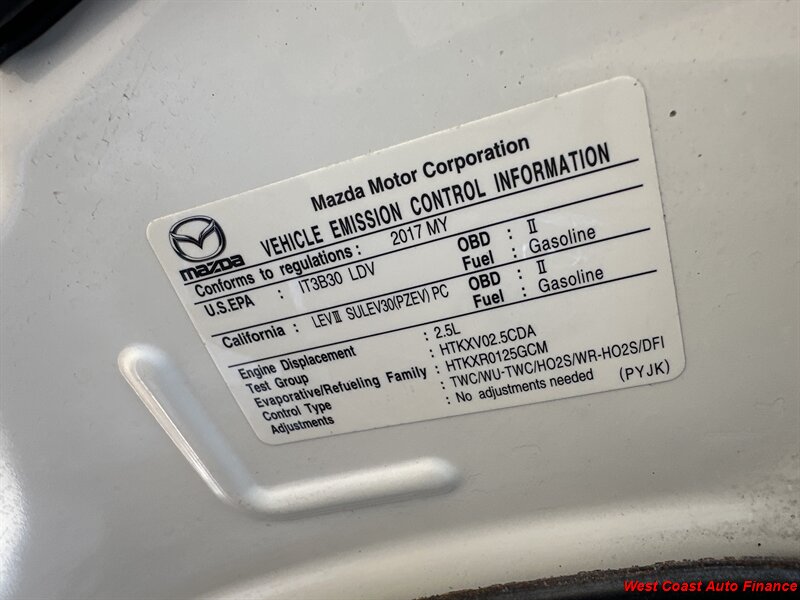 Mazda Motor Corporation
mazda
VEHICLE EMISSION CONTROL INFORMATION
Conforms to regulations : 2017 MY
U.S.EPA : IT3B30 LDV OBD : II
Fuel : Gasoline
California : LEVIII SULEV30(PZEV) PC OBD : II
Fuel : Gasoline
Engine Displacement : 2.5L
Test Group : HTKXV02.5CDA
Evaporative/Refueling Family : HTKXR0125GCM
Control Type : TWC/WU-TWC/HO2S/WR-HO2S/DFI
Adjustments : No adjustments needed (PYJK)
West Coast Auto Finance